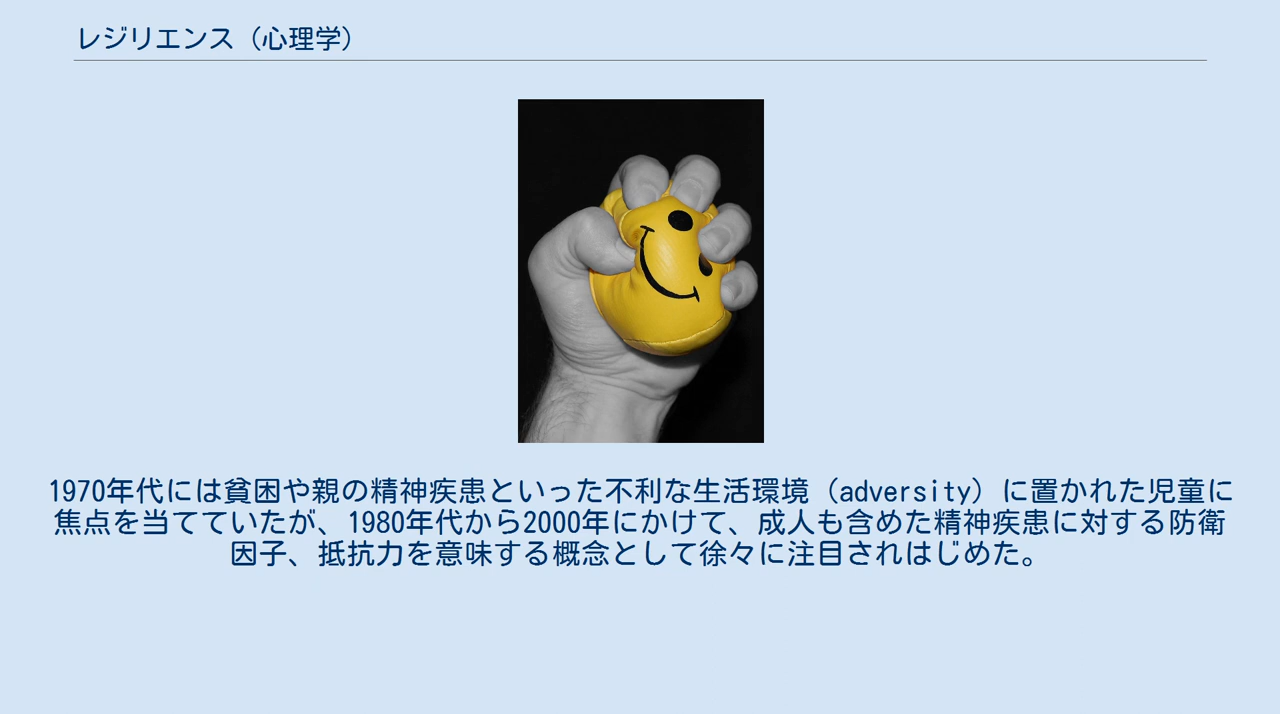 レジリエンス（心理学）
1970年代には貧困や親の精神疾患といった不利な生活環境（adversity）に置かれた児童に
焦点を当てていたが、1980年代から2000年にかけて、成人も含めた精神疾患に対する防衛
因子、抵抗力を意味する概念として徐々に注目されはじめた。